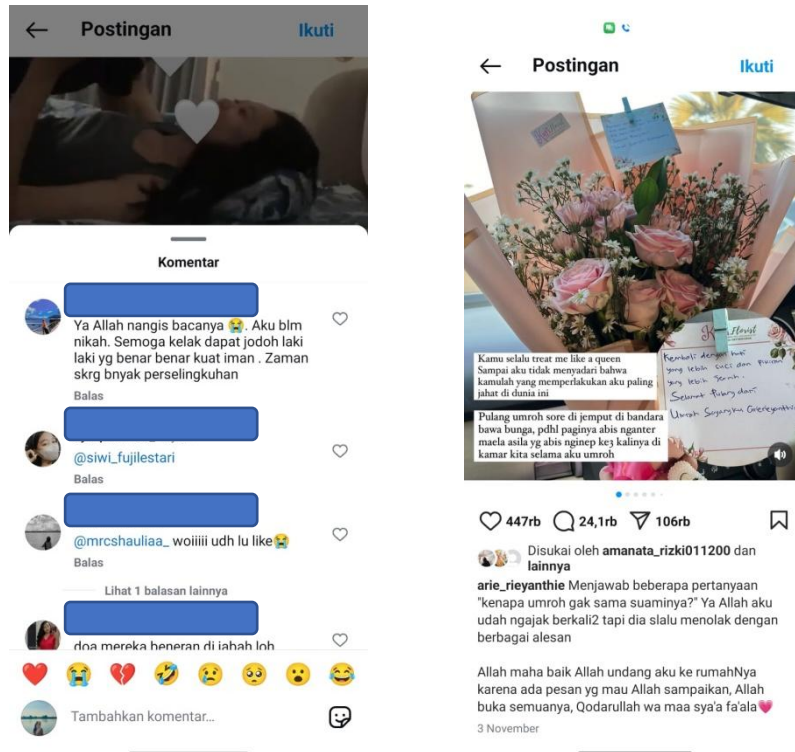 Postingan
Ikuti
Komentar
Ya Allah nangis bacanya 😭. Aku blm
nikah. Semoga kelak dapat jodoh laki
laki yg benar benar kuat iman . Zaman
skrg bnyak perselingkuhan
Balas
@siwi_fujilestari
Balas
@mrcshauliaa_ woiiiii udh lu like😭
Balas
Lihat 1 balasan lainnya
doa mereka beneran di jabah loh
Tambahkan komentar...
Postingan
Ikuti
Florist
Kembali dengan hati
yang lebih suci dan pikiran
yang lebih jernih.
Selamat pulang dari
Umroh Sayangku
Kamu selalu treat me like a queen
Sampai aku tidak menyadari bahwa
kamulah yang memperlakukan aku paling
jahat di dunia ini
Pulang umroh sore di jemput di bandara
bawa bunga, pdhl paginya abis nganter
maela asila yg abis nginep ke3 kalinya di
kamar kita selama aku umroh
447rb 24,1rb 106rb
Disukai oleh amanata_rizki011200 dan
lainnya
arie_rieyanthie Menjawab beberapa pertanyaan
"kenapa umroh gak sama suaminya?" Ya Allah aku
udah ngajak berkali2 tapi dia slalu menolak dengan
berbagai alesan
Allah maha baik Allah undang aku ke rumahNya
karena ada pesan yg mau Allah sampaikan, Allah
buka semuanya, Qodarullah wa maa sya'a fa'ala💗
3 November